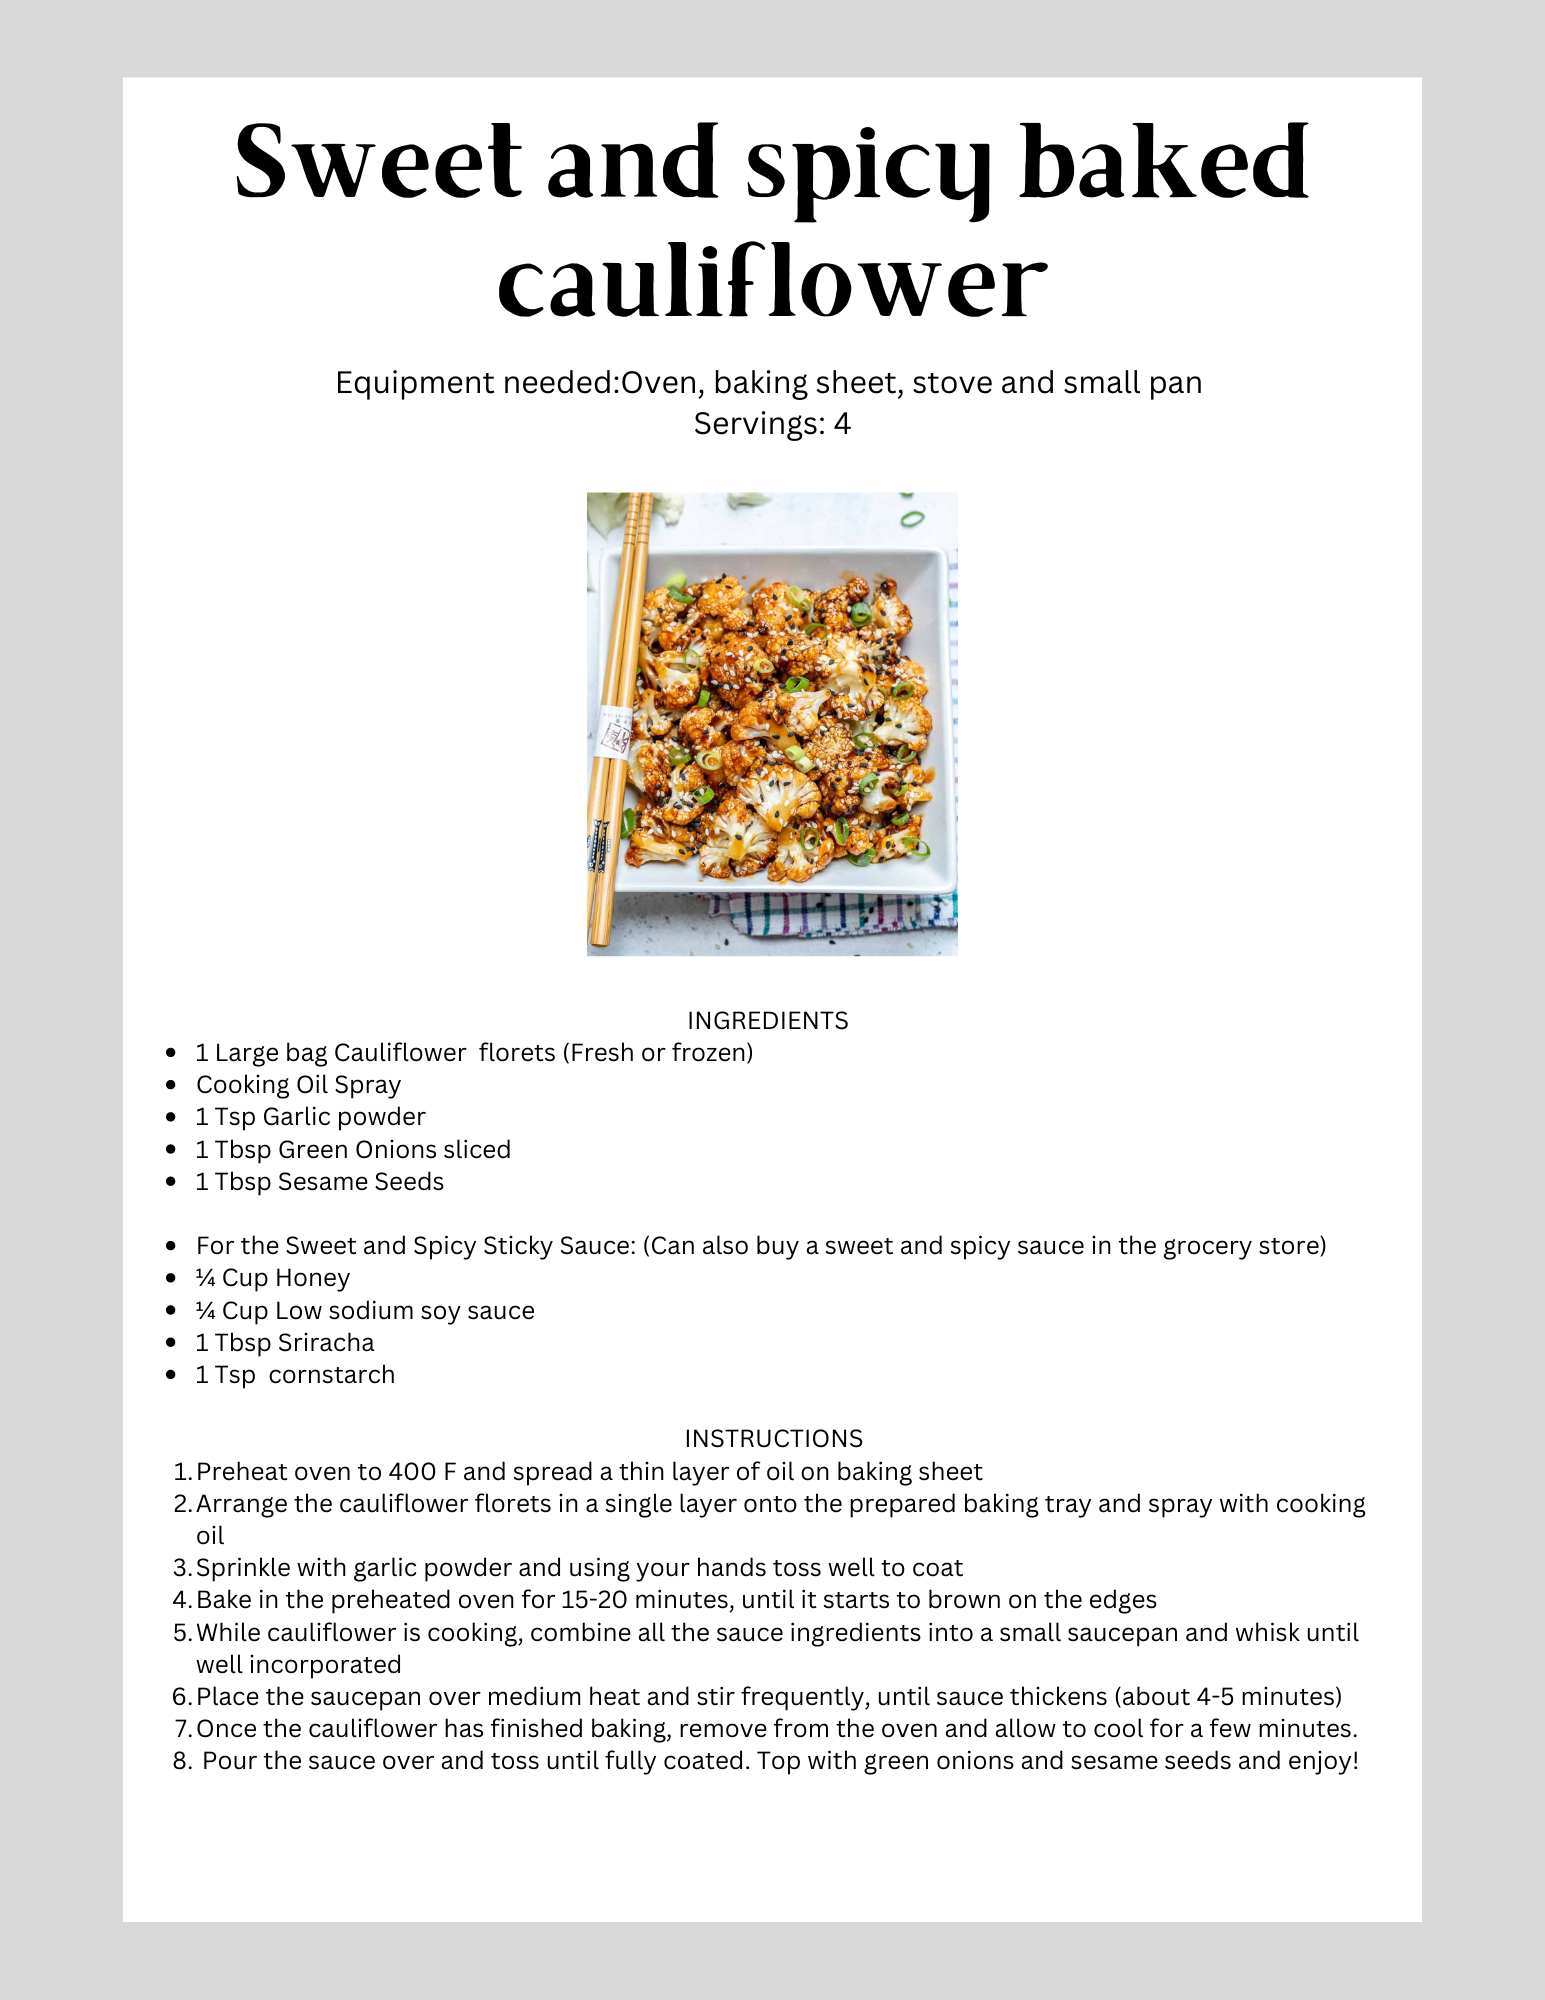 Sweet and spicy baked
cauliflower
Equipment needed:Oven, baking sheet, stove and small pan
Servings: 4
INGREDIENTS
• 1 Large bag Cauliflower  florets (Fresh or frozen)
• Cooking Oil Spray
• 1 Tsp Garlic powder
• 1 Tbsp Green Onions sliced
• 1 Tbsp Sesame Seeds
• For the Sweet and Spicy Sticky Sauce: (Can also buy a sweet and spicy sauce in the grocery store)
• ¼ Cup Honey
• ¼ Cup Low sodium soy sauce
• 1 Tbsp Sriracha
• 1 Tsp  cornstarch
INSTRUCTIONS
1. Preheat oven to 400 F and spread a thin layer of oil on baking sheet
2. Arrange the cauliflower florets in a single layer onto the prepared baking tray and spray with cooking
oil
3. Sprinkle with garlic powder and using your hands toss well to coat
4. Bake in the preheated oven for 15-20 minutes, until it starts to brown on the edges
5. While cauliflower is cooking, combine all the sauce ingredients into a small saucepan and whisk until
well incorporated
6. Place the saucepan over medium heat and stir frequently, until sauce thickens (about 4-5 minutes)
7. Once the cauliflower has finished baking, remove from the oven and allow to cool for a few minutes.
8. Pour the sauce over and toss until fully coated. Top with green onions and sesame seeds and enjoy!